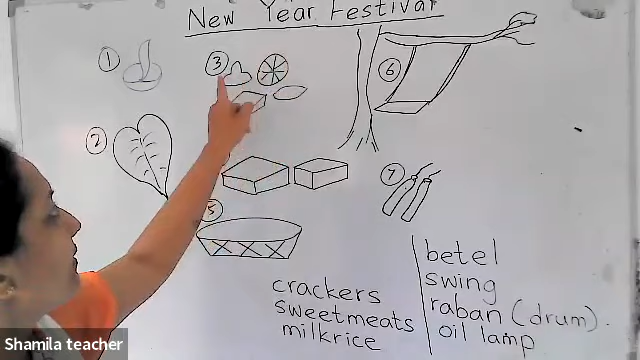 New Year Festival
1
3
6
2
7
5
betel
swing
raban (drum).
oil lamp
crackers
sweetmeats
milkrice
Shamila teacher